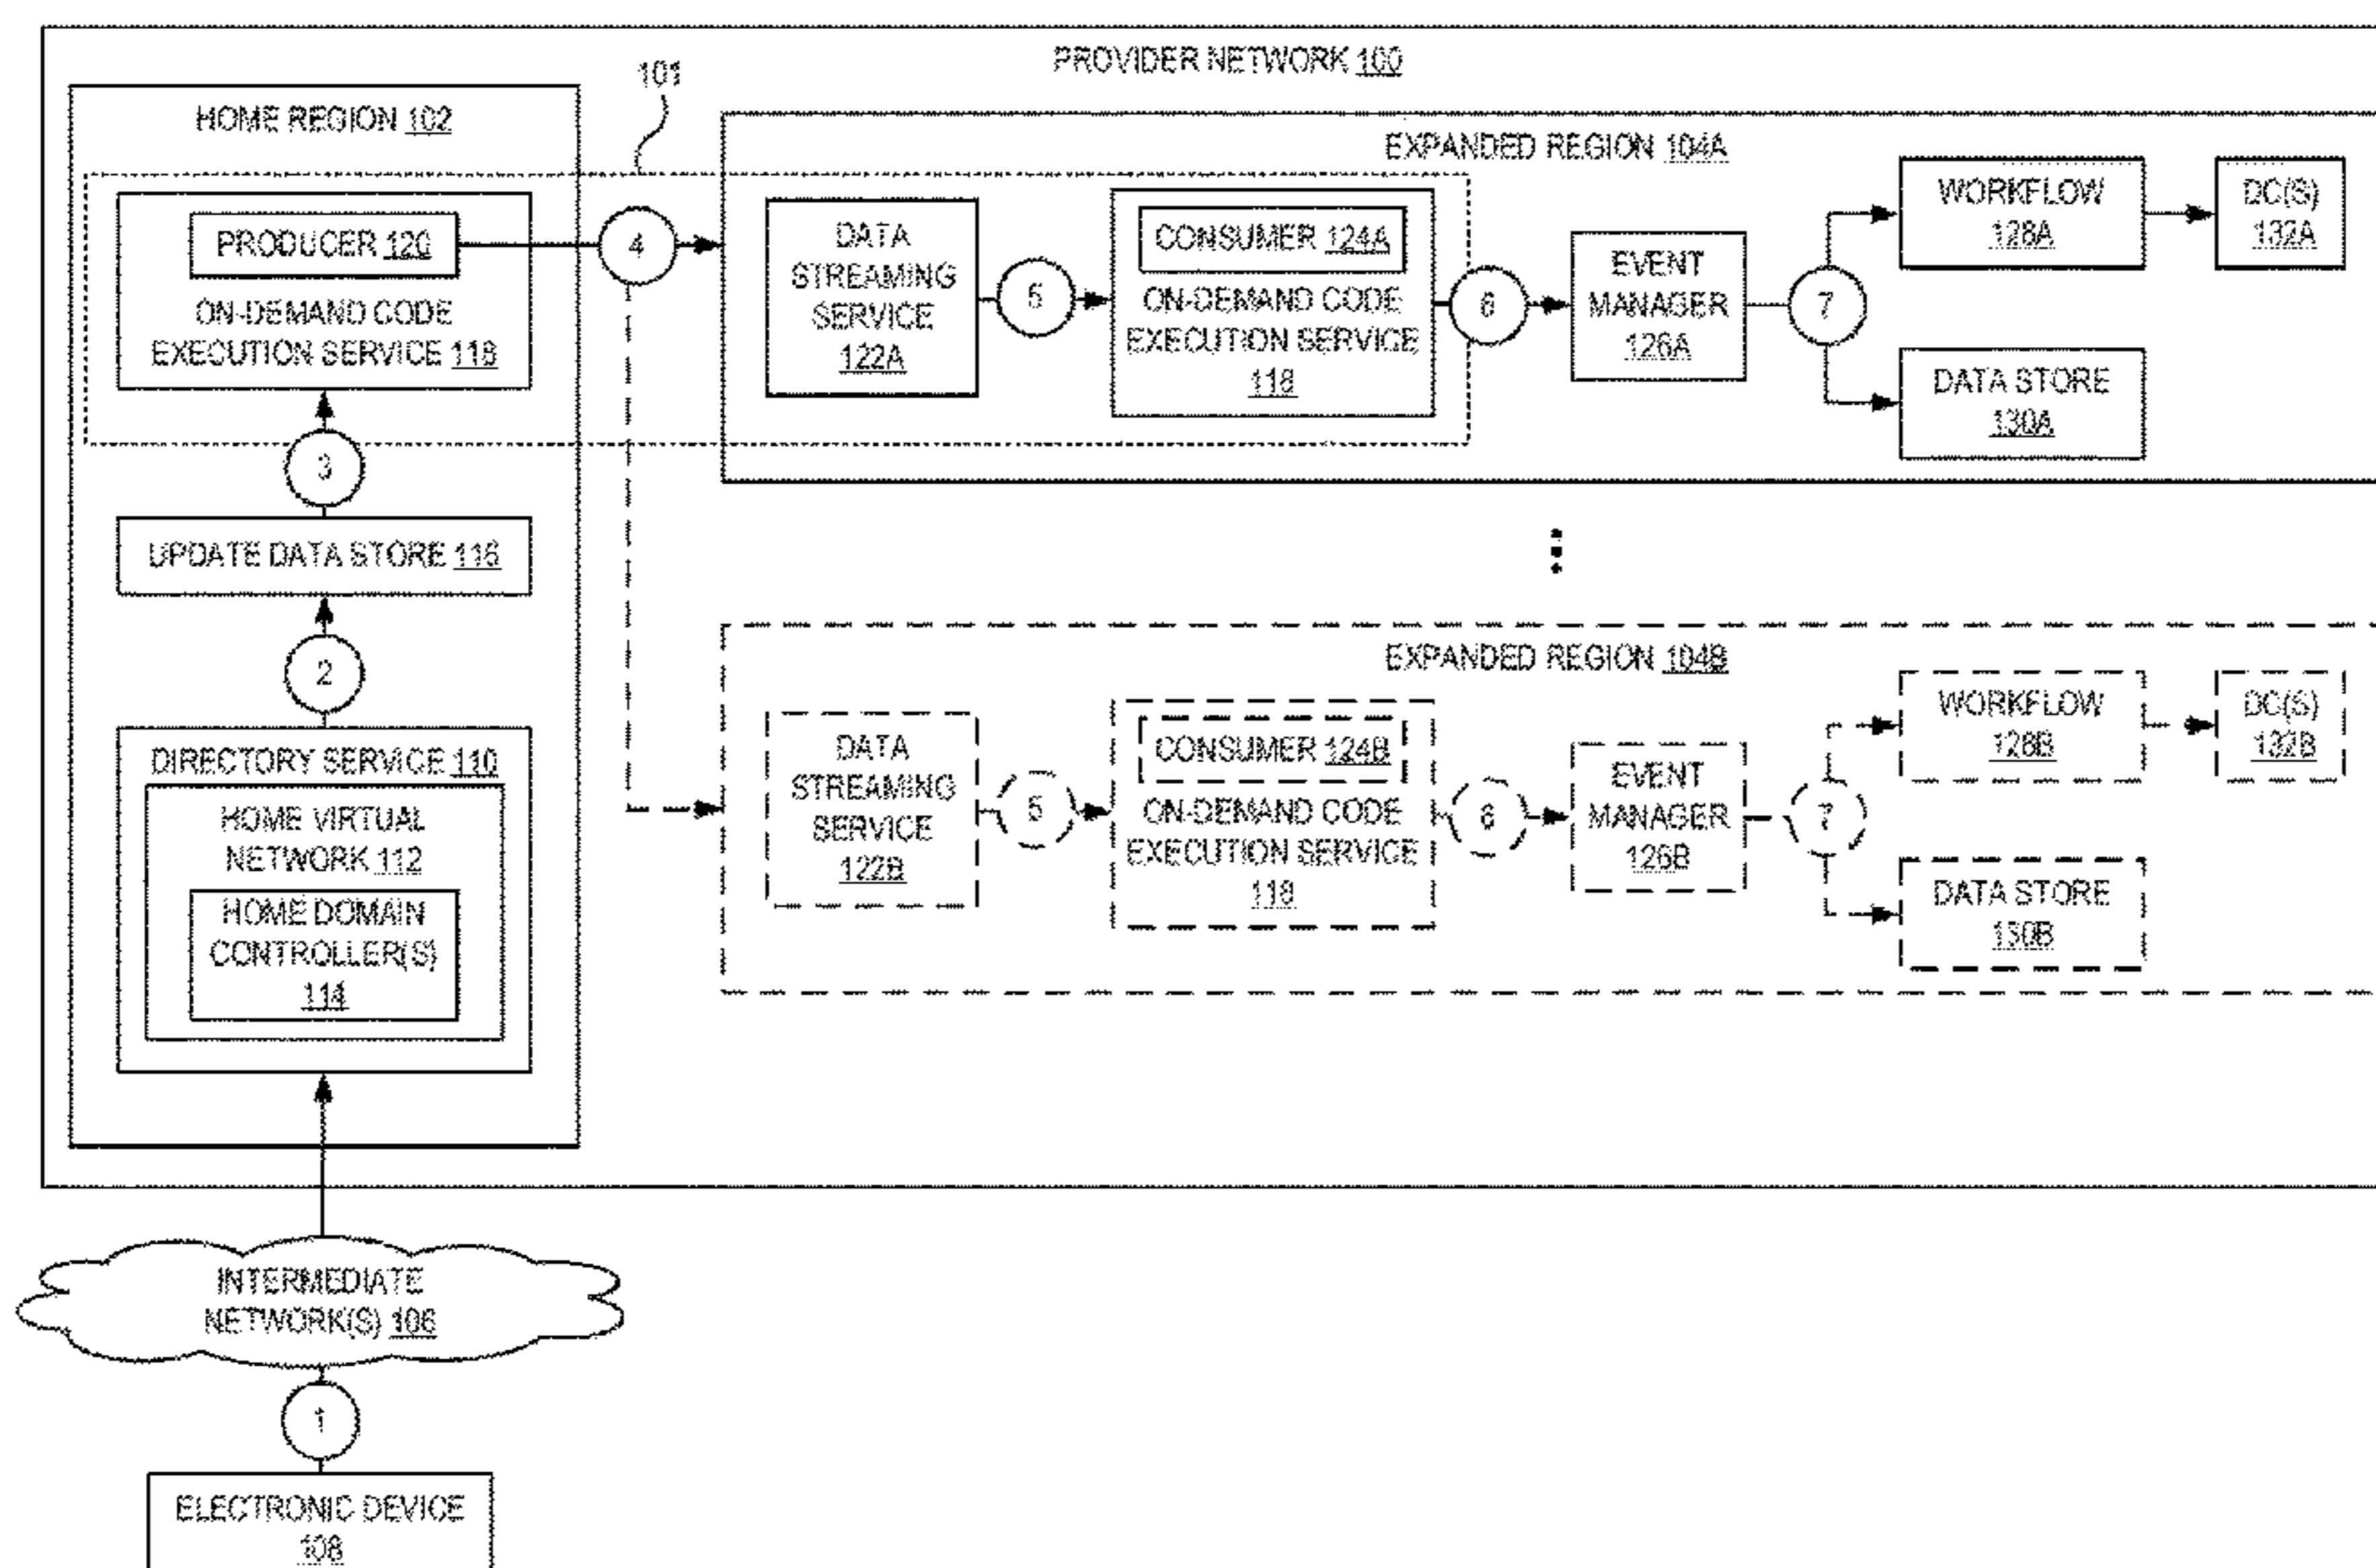 PROVIDER NETWORK 100
101
HOME REGION 102
PRODUCER 120
ON-DEMAND CODE
EXECUTION SERVICE 118
3
UPDATE DATA STORE 116
2
DIRECTORY SERVICE 110
HOME VIRTUAL
NETWORK 112
HOME DOMAIN
CONTROLLER(S)
114
4
EXPANDED REGION 104A
DATA
STREAMING
SERVICE
122A
5
CONSUMER 124A
ON-DEMAND CODE
EXECUTION SERVICE
118
6
EVENT
MANAGER
126A
7
WORKFLOW
128A
DC(S)
132A
DATA STORE
130A
EXPANDED REGION 104B
DATA
STREAMING
SERVICE
122B
5
CONSUMER 124B
ON-DEMAND CODE
EXECUTION SERVICE
118
6
EVENT
MANAGER
126B
7
WORKFLOW
128B
DC(S)
132B
DATA STORE
130B
INTERMEDIATE
NETWORK(S) 106
1
ELECTRONIC DEVICE
108